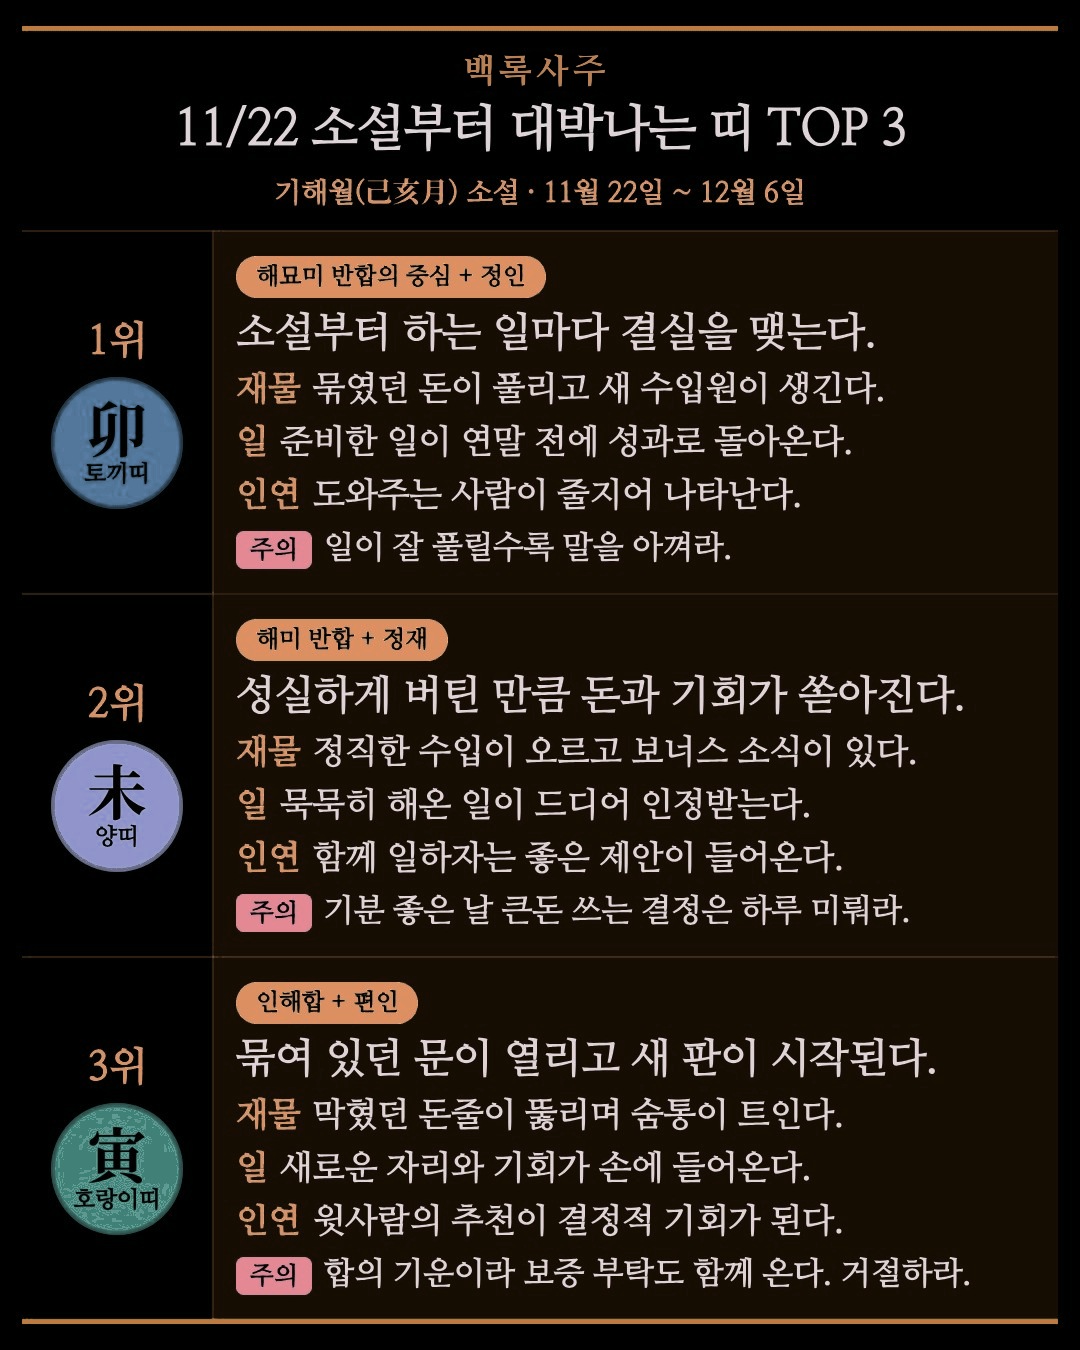 백록사주
11/22 소설부터 대박나는 띠 TOP 3
기해월(己亥月) 소설 · 11월 22일 ~ 12월 6일
1위
卯
토끼띠
해묘미 반합의 중심 + 정인
소설부터 하는 일마다 결실을 맺는다.
재물 묶였던 돈이 풀리고 새 수입원이 생긴다.
일 준비한 일이 연말 전에 성과로 돌아온다.
인연 도와주는 사람이 줄지어 나타난다.
주의 일이 잘 풀릴수록 말을 아껴라.
2위
未
양띠
해미 반합 + 정재
성실하게 버틴 만큼 돈과 기회가 쏟아진다.
재물 정직한 수입이 오르고 보너스 소식이 있다.
일 묵묵히 해온 일이 드디어 인정받는다.
인연 함께 일하자는 좋은 제안이 들어온다.
주의 기분 좋은 날 큰돈 쓰는 결정은 하루 미뤄라.
3위
寅
호랑이띠
인해합 + 편인
묶여 있던 문이 열리고 새 판이 시작된다.
재물 막혔던 돈줄이 뚫리며 숨통이 트인다.
일 새로운 자리와 기회가 손에 들어온다.
인연 윗사람의 추천이 결정적 기회가 된다.
주의 합의 기운이라 보증 부탁도 함께 온다. 거절하라.